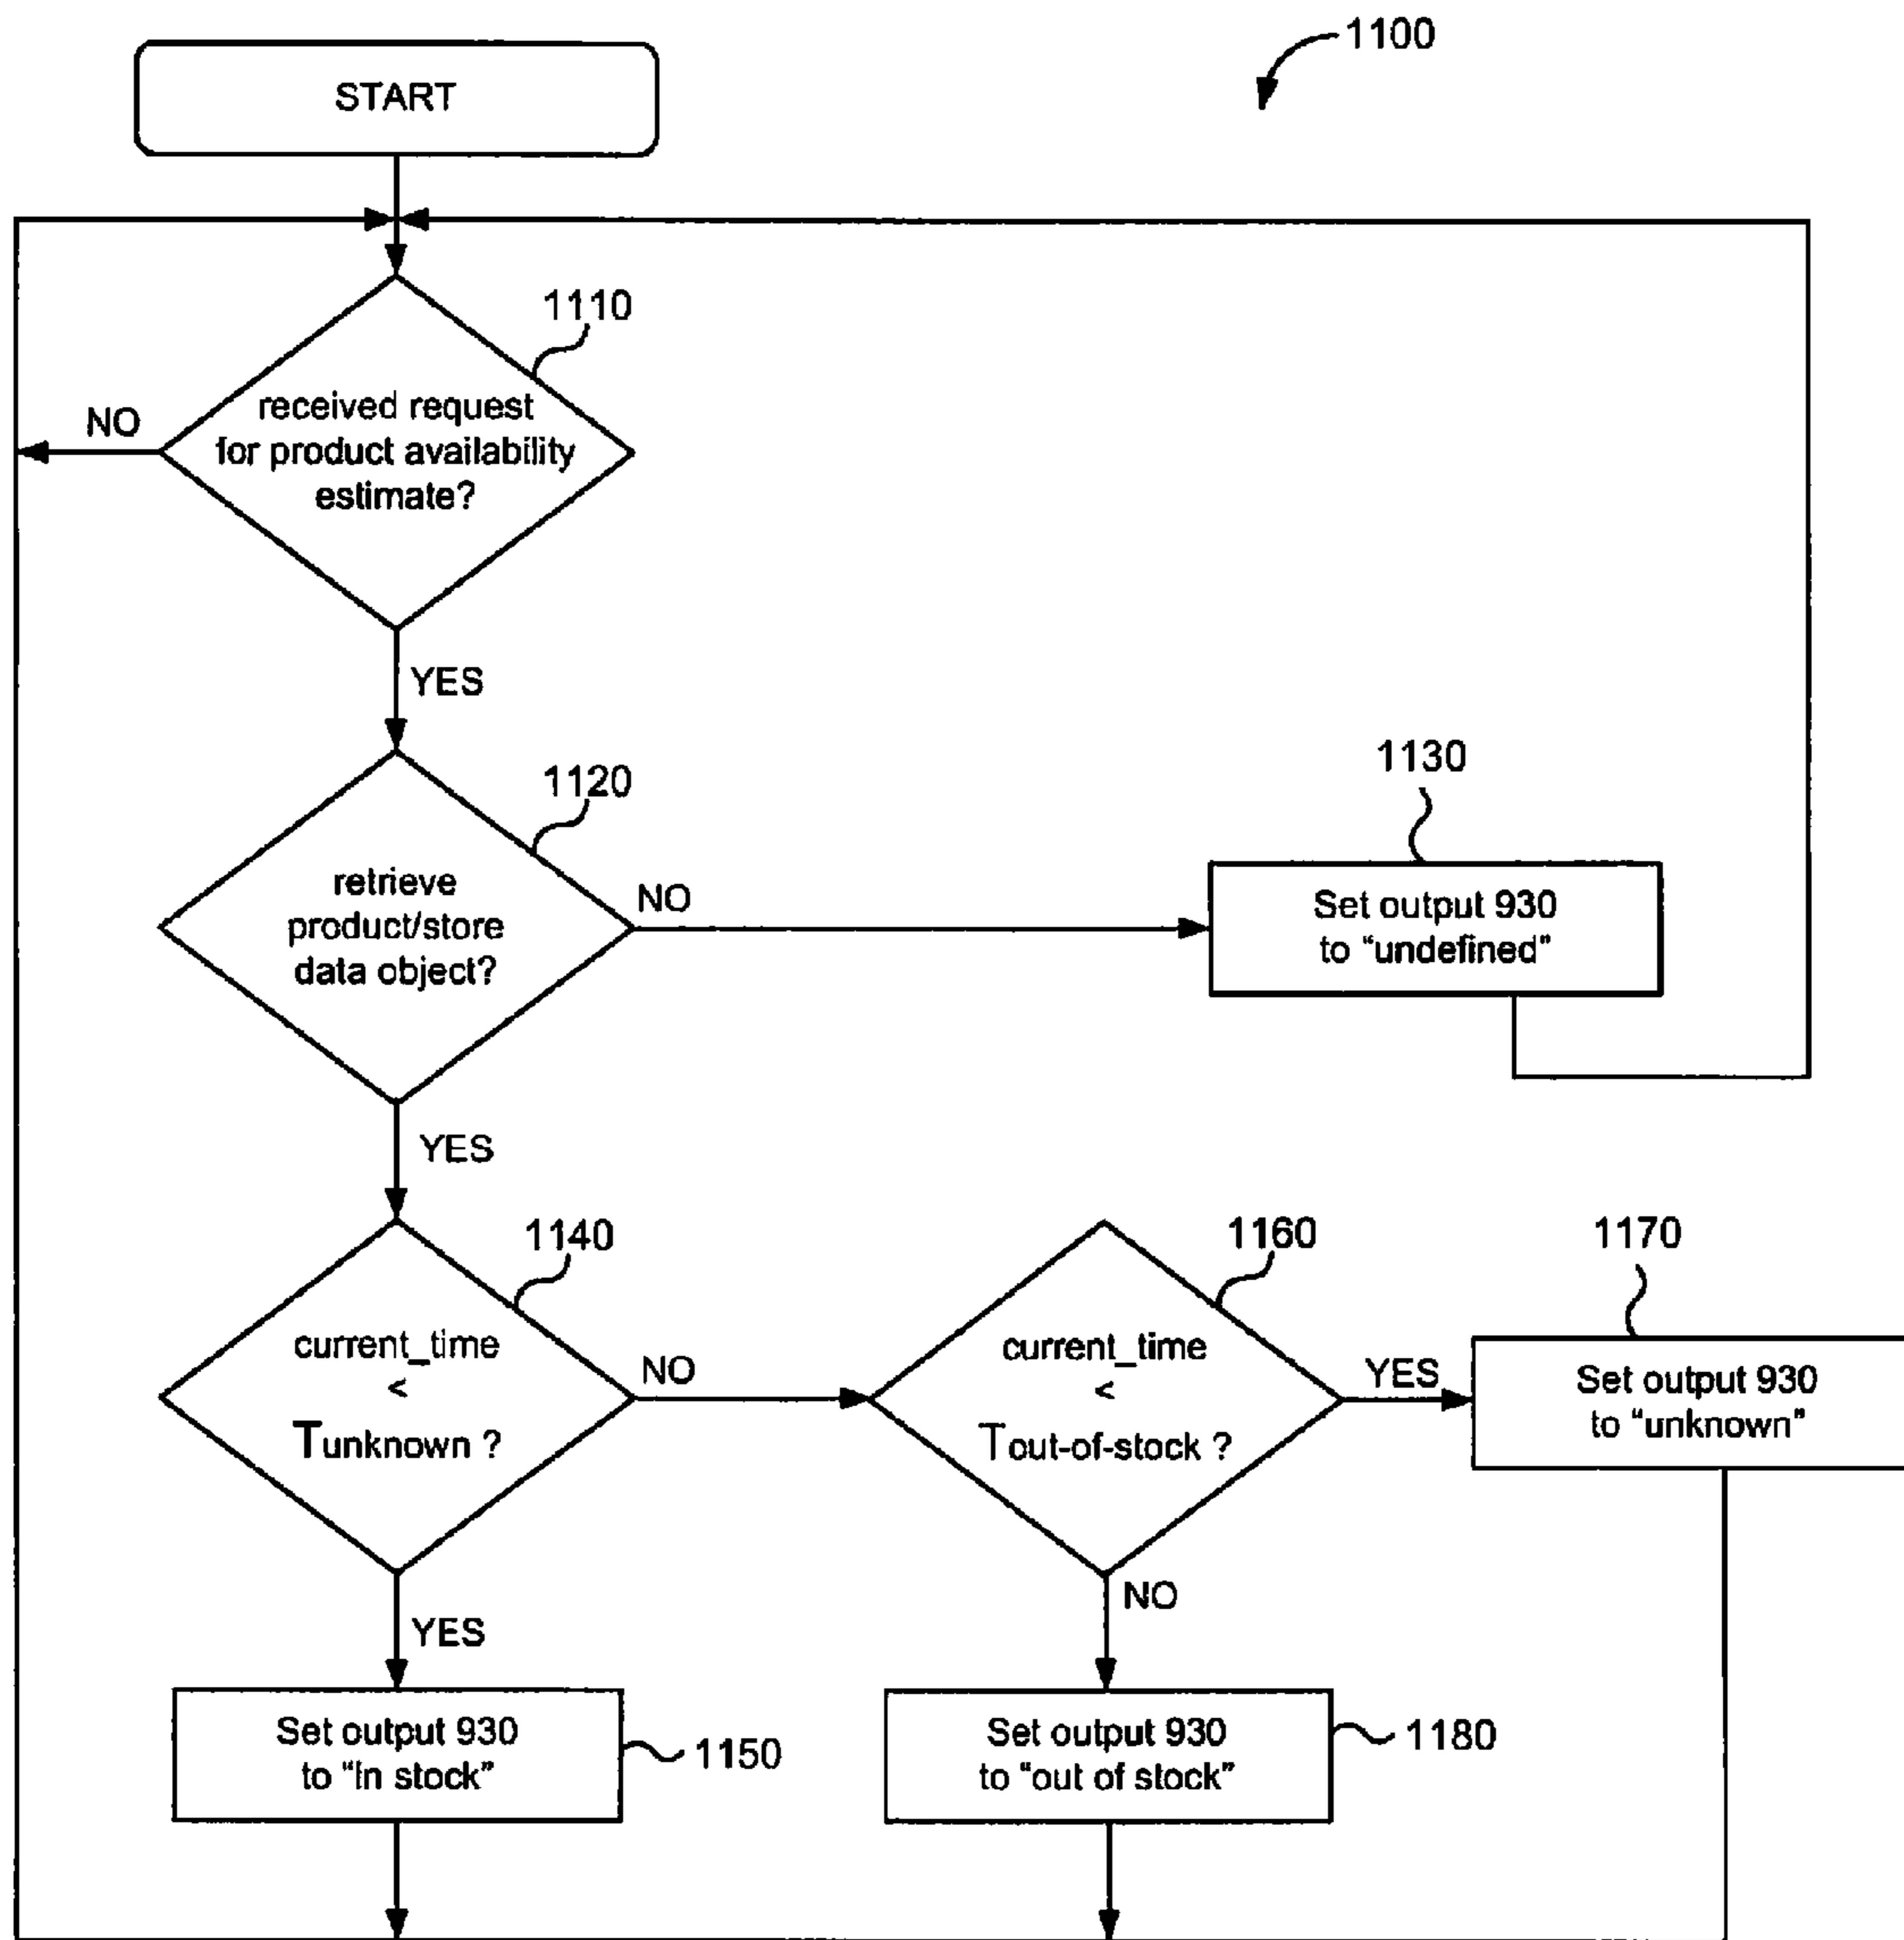 1100
START
1110
received request
for product availability
estimate?
NO
YES
1120
retrieve
product/store
data object?
NO
1130
Set output 930
to “undefined”
YES
1140
current_time
<
Tunknown ?
NO
1160
current_time
<
Tout-of-stock ?
YES
1170
Set output 930
to “unknown”
YES
NO
Set output 930
to “In stock”
1150
Set output 930
to “out of stock”
1180